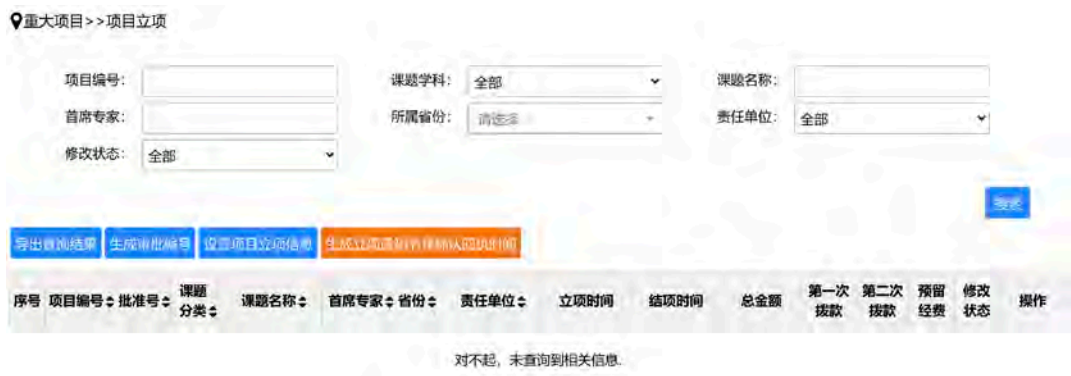 重大项目>>项目立项
项目编号： 课题学科： 全部 课题名称：
首席专家： 所属省份： 请选择 责任单位： 全部
修改状态： 全部
导出查询结果 生成审批编号 设置项目立项信息
序号 项目编号 批准号 课题分类 课题名称 首席专家 省份 责任单位 立项时间 结项时间 总金额 第一次拨款 第二次拨款 预留经费 修改状态 操作
对不起，未查询到相关信息.